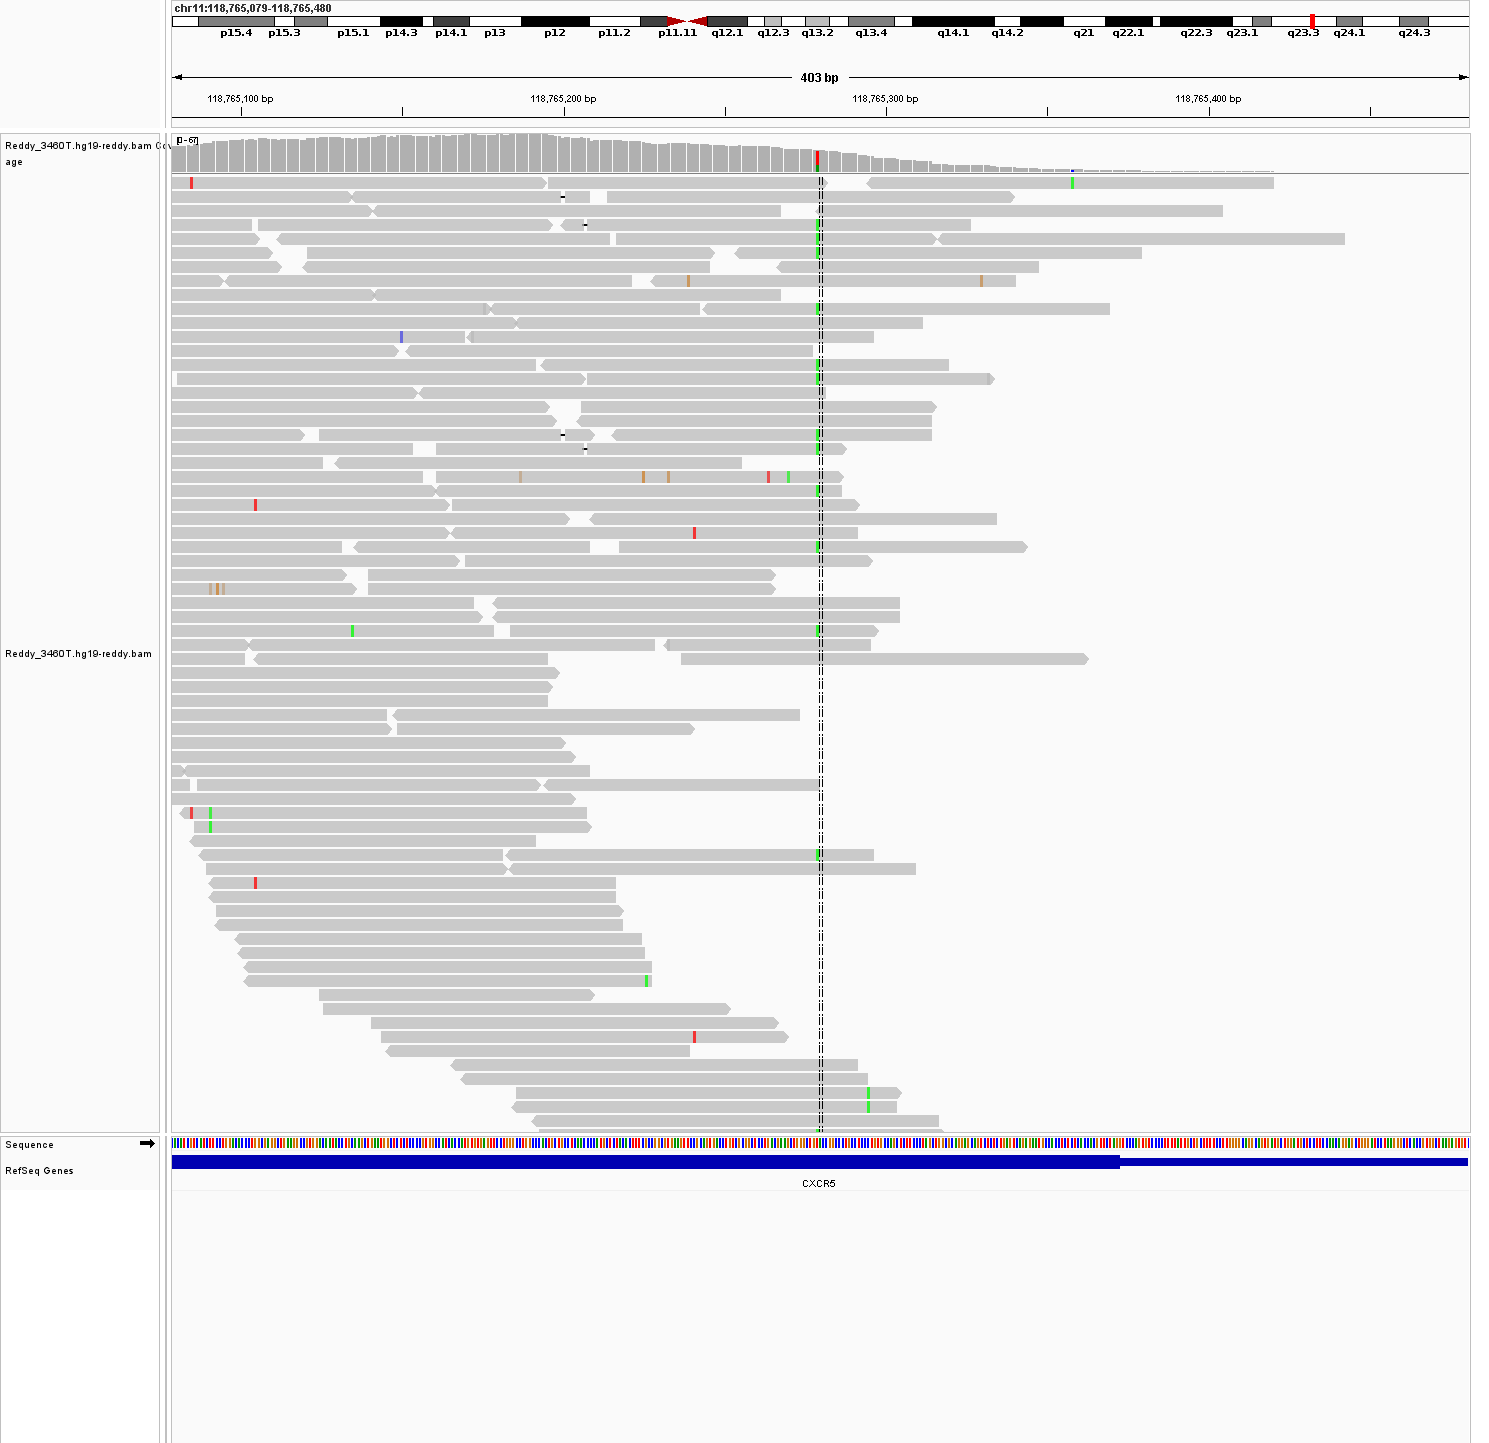 chr11:118,765,079-118,765,480
p15.4 p15.3 p15.1 p14.3 p14.1 p13 p12 p11.2 p11.11 q12.1 q12.3 q13.2 q13.4 q14.1 q14.2 q21 q22.1 q22.3 q23.1 q23.3 q24.1 q24.3
403 bp
118,765,100 bp 118,765,200 bp 118,765,300 bp 118,765,400 bp
[0-67]
Reddy_3460T.hg19-reddy.bam Cov
age
Reddy_3460T.hg19-reddy.bam
Sequence
RefSeq Genes
CXCR5